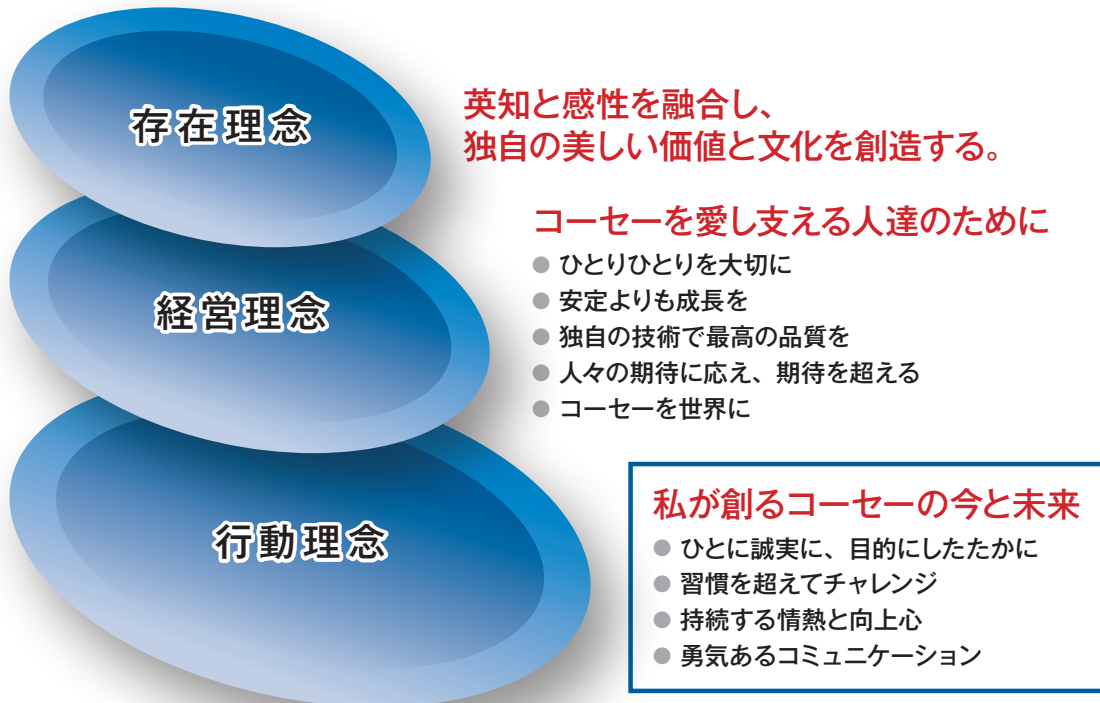 存在理念
英知と感性を融合し、
独自の美しい価値と文化を創造する。
経営理念
コーセーを愛し支える人達のために
● ひとりひとりを大切に
● 安定よりも成長を
● 独自の技術で最高の品質を
● 人々の期待に応え、期待を超える
● コーセーを世界に
行動理念
私が創るコーセーの今と未来
● ひとに誠実に、目的にしたたかに
● 習慣を超えてチャレンジ
● 持続する情熱と向上心
● 勇気あるコミュニケーション